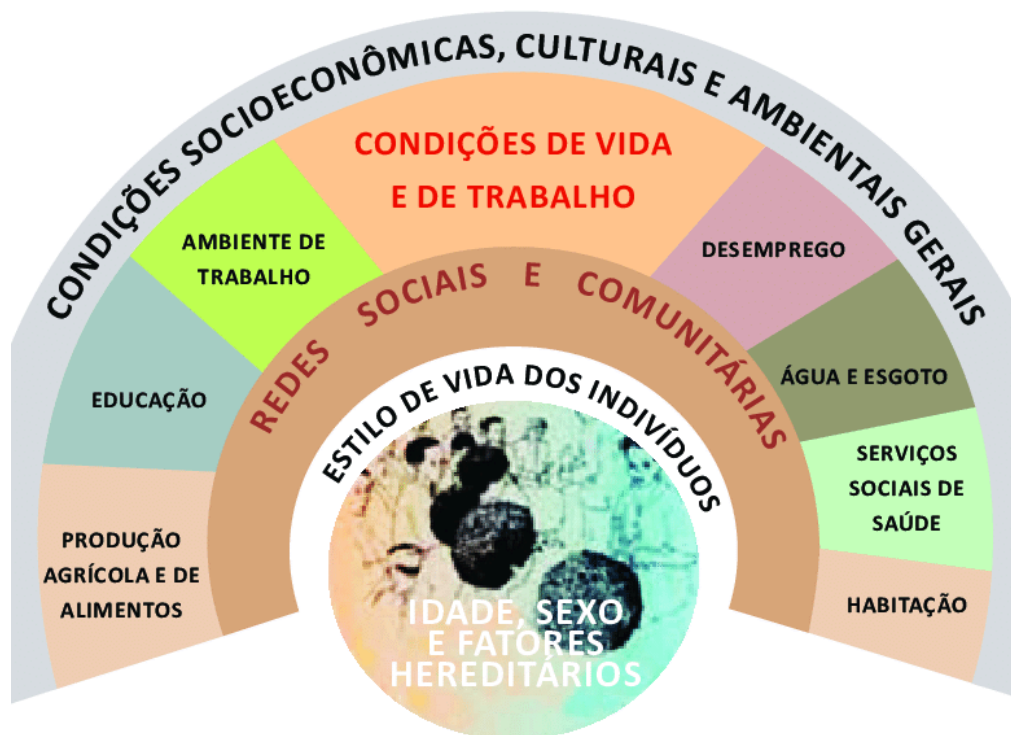 CONDIÇÕES SOCIOECONÔMICAS, CULTURAIS E AMBIENTAIS GERAIS
CONDIÇÕES DE VIDA
E DE TRABALHO
AMBIENTE DE
TRABALHO
DESEMPREGO
REDES SOCIAIS E COMUNITÁRIAS
EDUCAÇÃO
ÁGUA E ESGOTO
ESTILO DE VIDA DOS INDIVÍDUOS
SERVIÇOS
SOCIAIS DE
SAÚDE
PRODUÇÃO
AGRÍCOLA E DE
ALIMENTOS
HABITAÇÃO
IDADE, SEXO
E FATORES
HEREDITÁRIOS